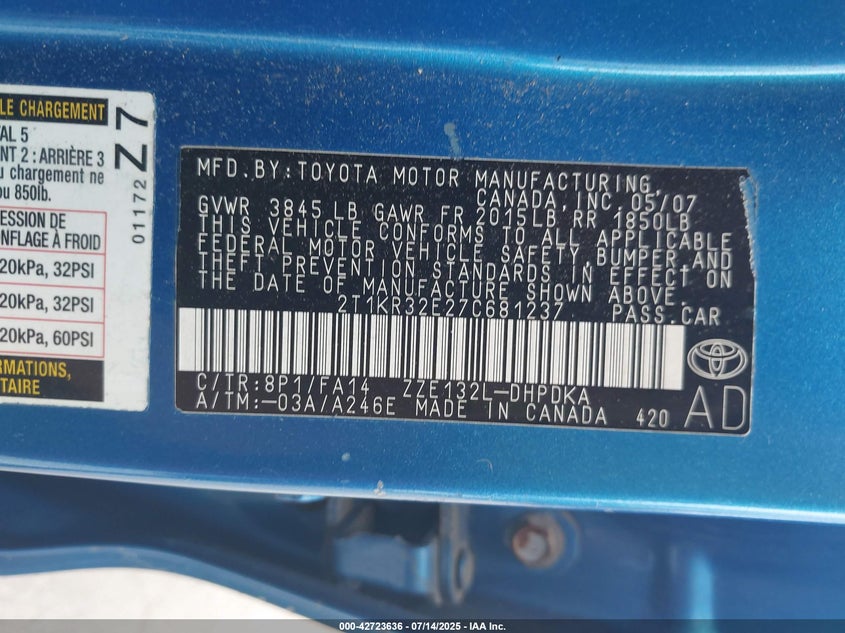 LE CHARGEMENT
TAL 5
NT 2 : ARRIÈRE 3
u chargement ne
ou 850lb.
01172
Z 7
ESSION DE
ONFLAGE À FROID
20kPa, 32PSI
20kPa, 32PSI
20kPa, 60PSI
RMATIONS,
TAIRE
MFD.BY:TOYOTA MOTOR MANUFACTURING,
CANADA,INC. 05/07
GVWR 3845 LB GAWR FR 2015LB RR 1850LB
THIS VEHICLE CONFORMS TO ALL APPLICABLE
FEDERAL MOTOR VEHICLE SAFETY, BUMPER AND
THEFT PREVENTION STANDARDS IN EFFECT ON
THE DATE OF MANUFACTURE SHOWN ABOVE.
2T1KR32E27C681237 PASS.CAR
C/TR:8P1/FA14 ZZE132L-DHPDKA
A/TM:-03A/A246E MADE IN CANADA 420
AD
000-42723636 - 07/14/2025 - IAA Inc.